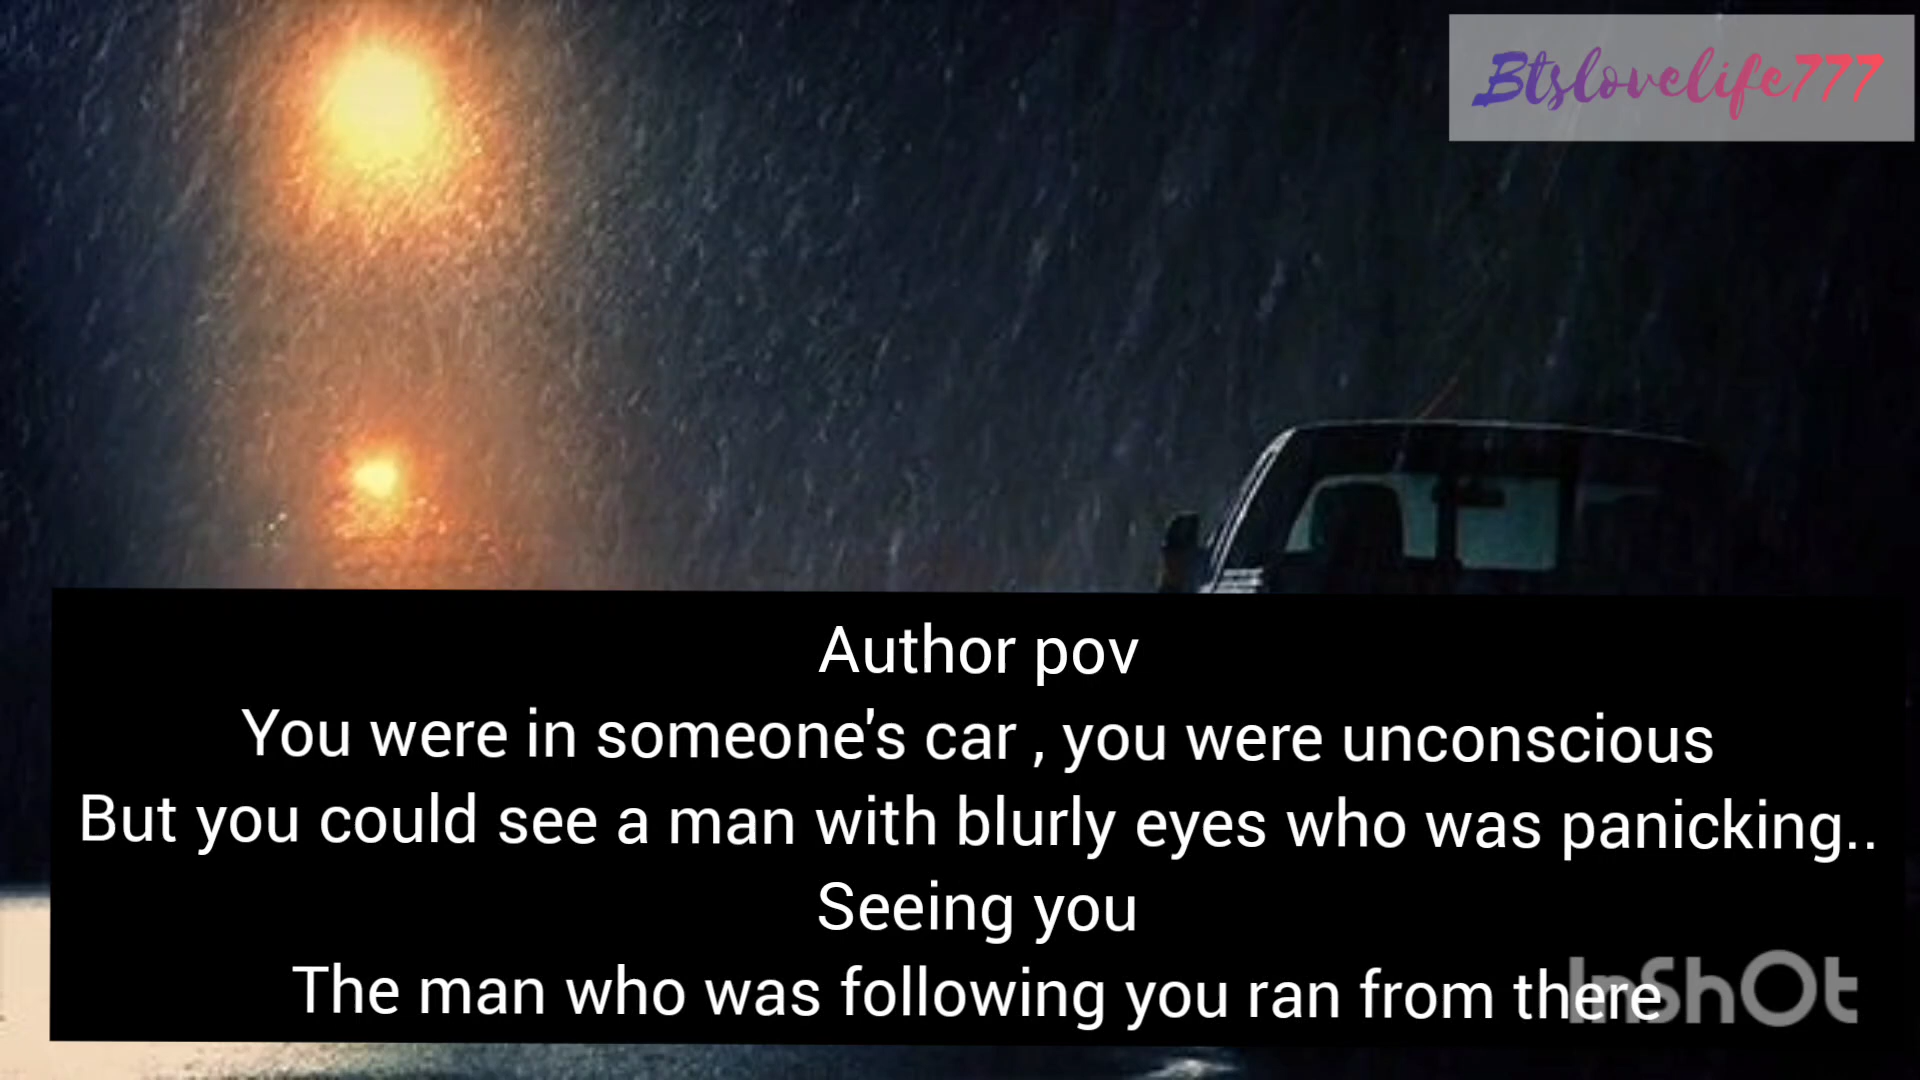 Btslovelife777
Author pov
You were in someone's car , you were unconscious
But you could see a man with blurly eyes who was panicking..
Seeing you
The man who was following you ran from there
InShOt